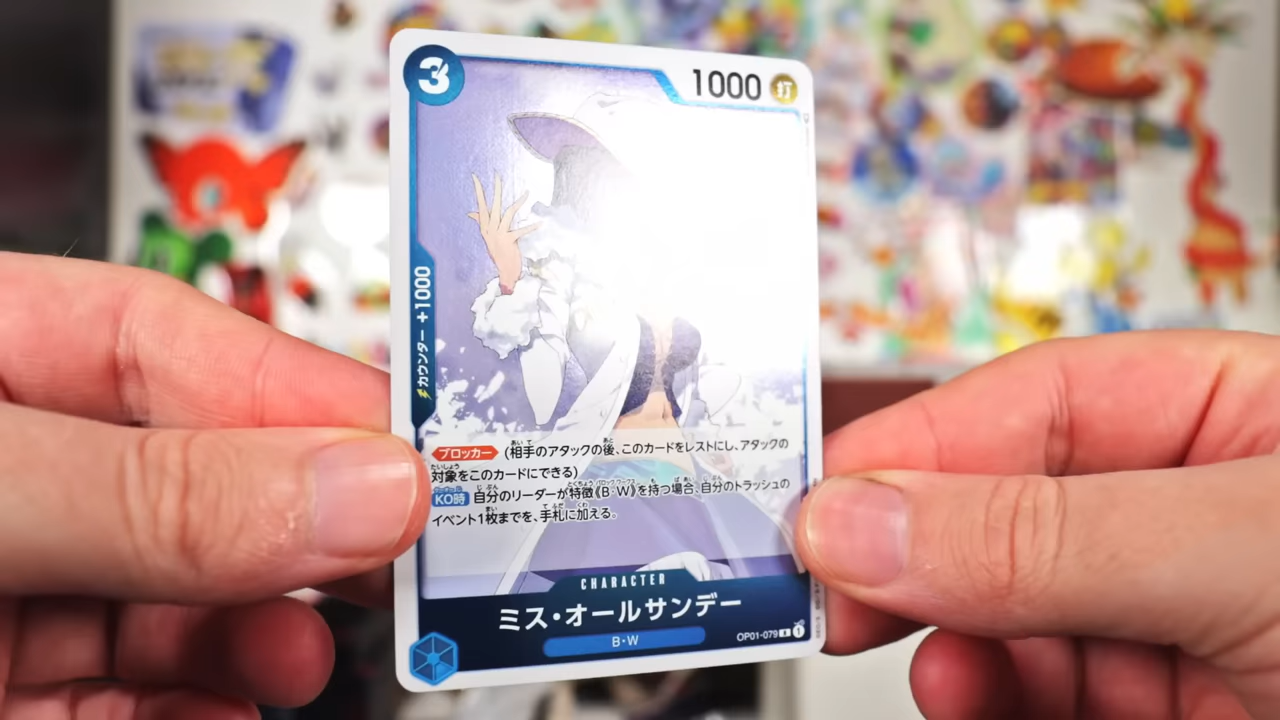 3
1000 打
カウンター +1000
ブロッカー (相手のアタックの後、このカードをレストにし、アタックの
対象をこのカードにできる)
KO時 自分のリーダーが特徴《B・W》を持つ場合、自分のトラッシュの
イベント1枚までを、手札に加える。
CHARACTER
ミス・オールサンデー
B・W
OP01-079 R 1